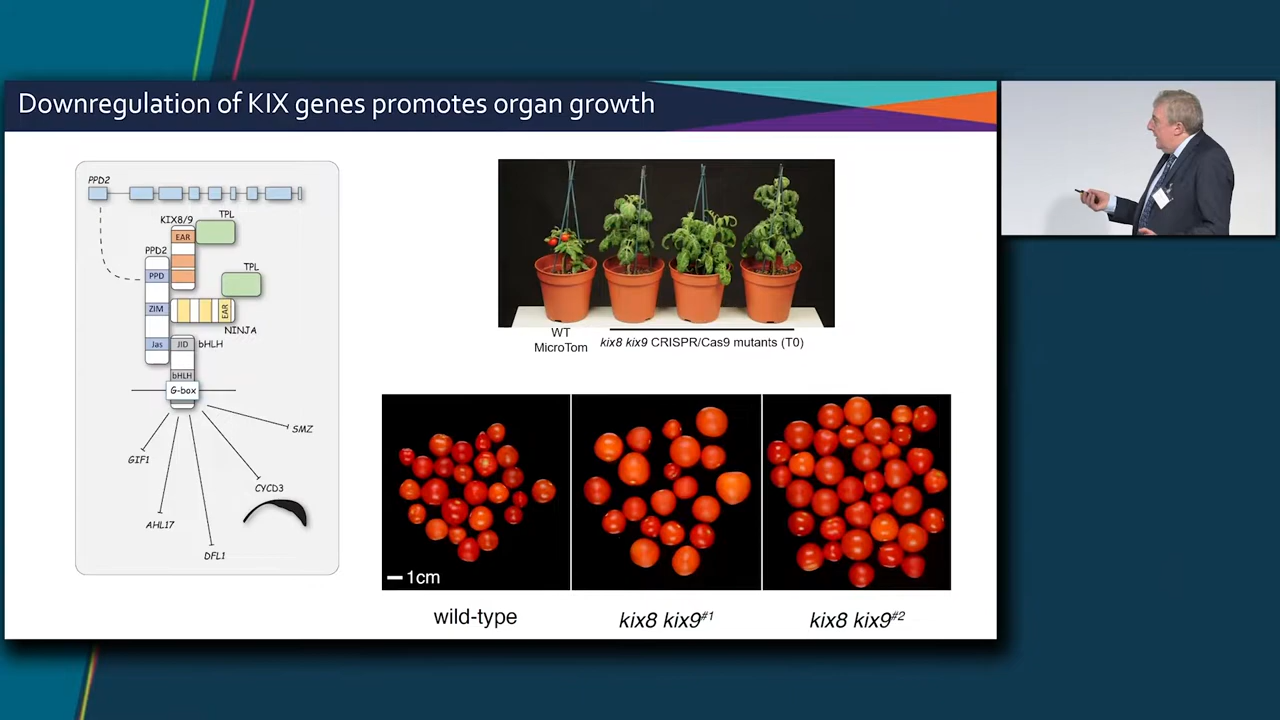 Downregulation of KIX genes promotes organ growth
PPD2
KIX8/9
TPL
EAR
PPD2
PPD
TPL
ZIM
EAR
NINJA
Jas
JID
bHLH
bHLH
G-box
SMZ
GIF1
CYCD3
AHL17
DFL1
WT
MicroTom
kix8 kix9 CRISPR/Cas9 mutants (T0)
1cm
wild-type
kix8 kix9#1
kix8 kix9#2